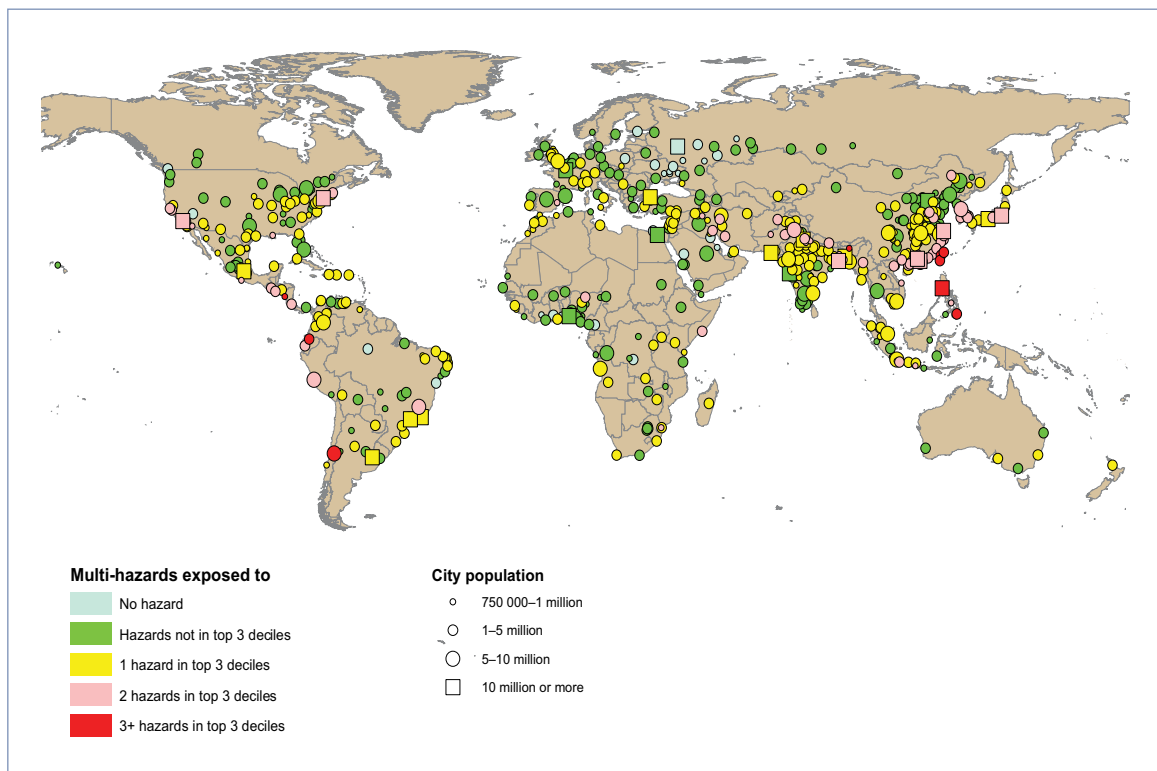 Multi-hazards exposed to
No hazard
Hazards not in top 3 deciles
1 hazard in top 3 deciles
2 hazards in top 3 deciles
3+ hazards in top 3 deciles
City population
750 000–1 million
1–5 million
5–10 million
10 million or more